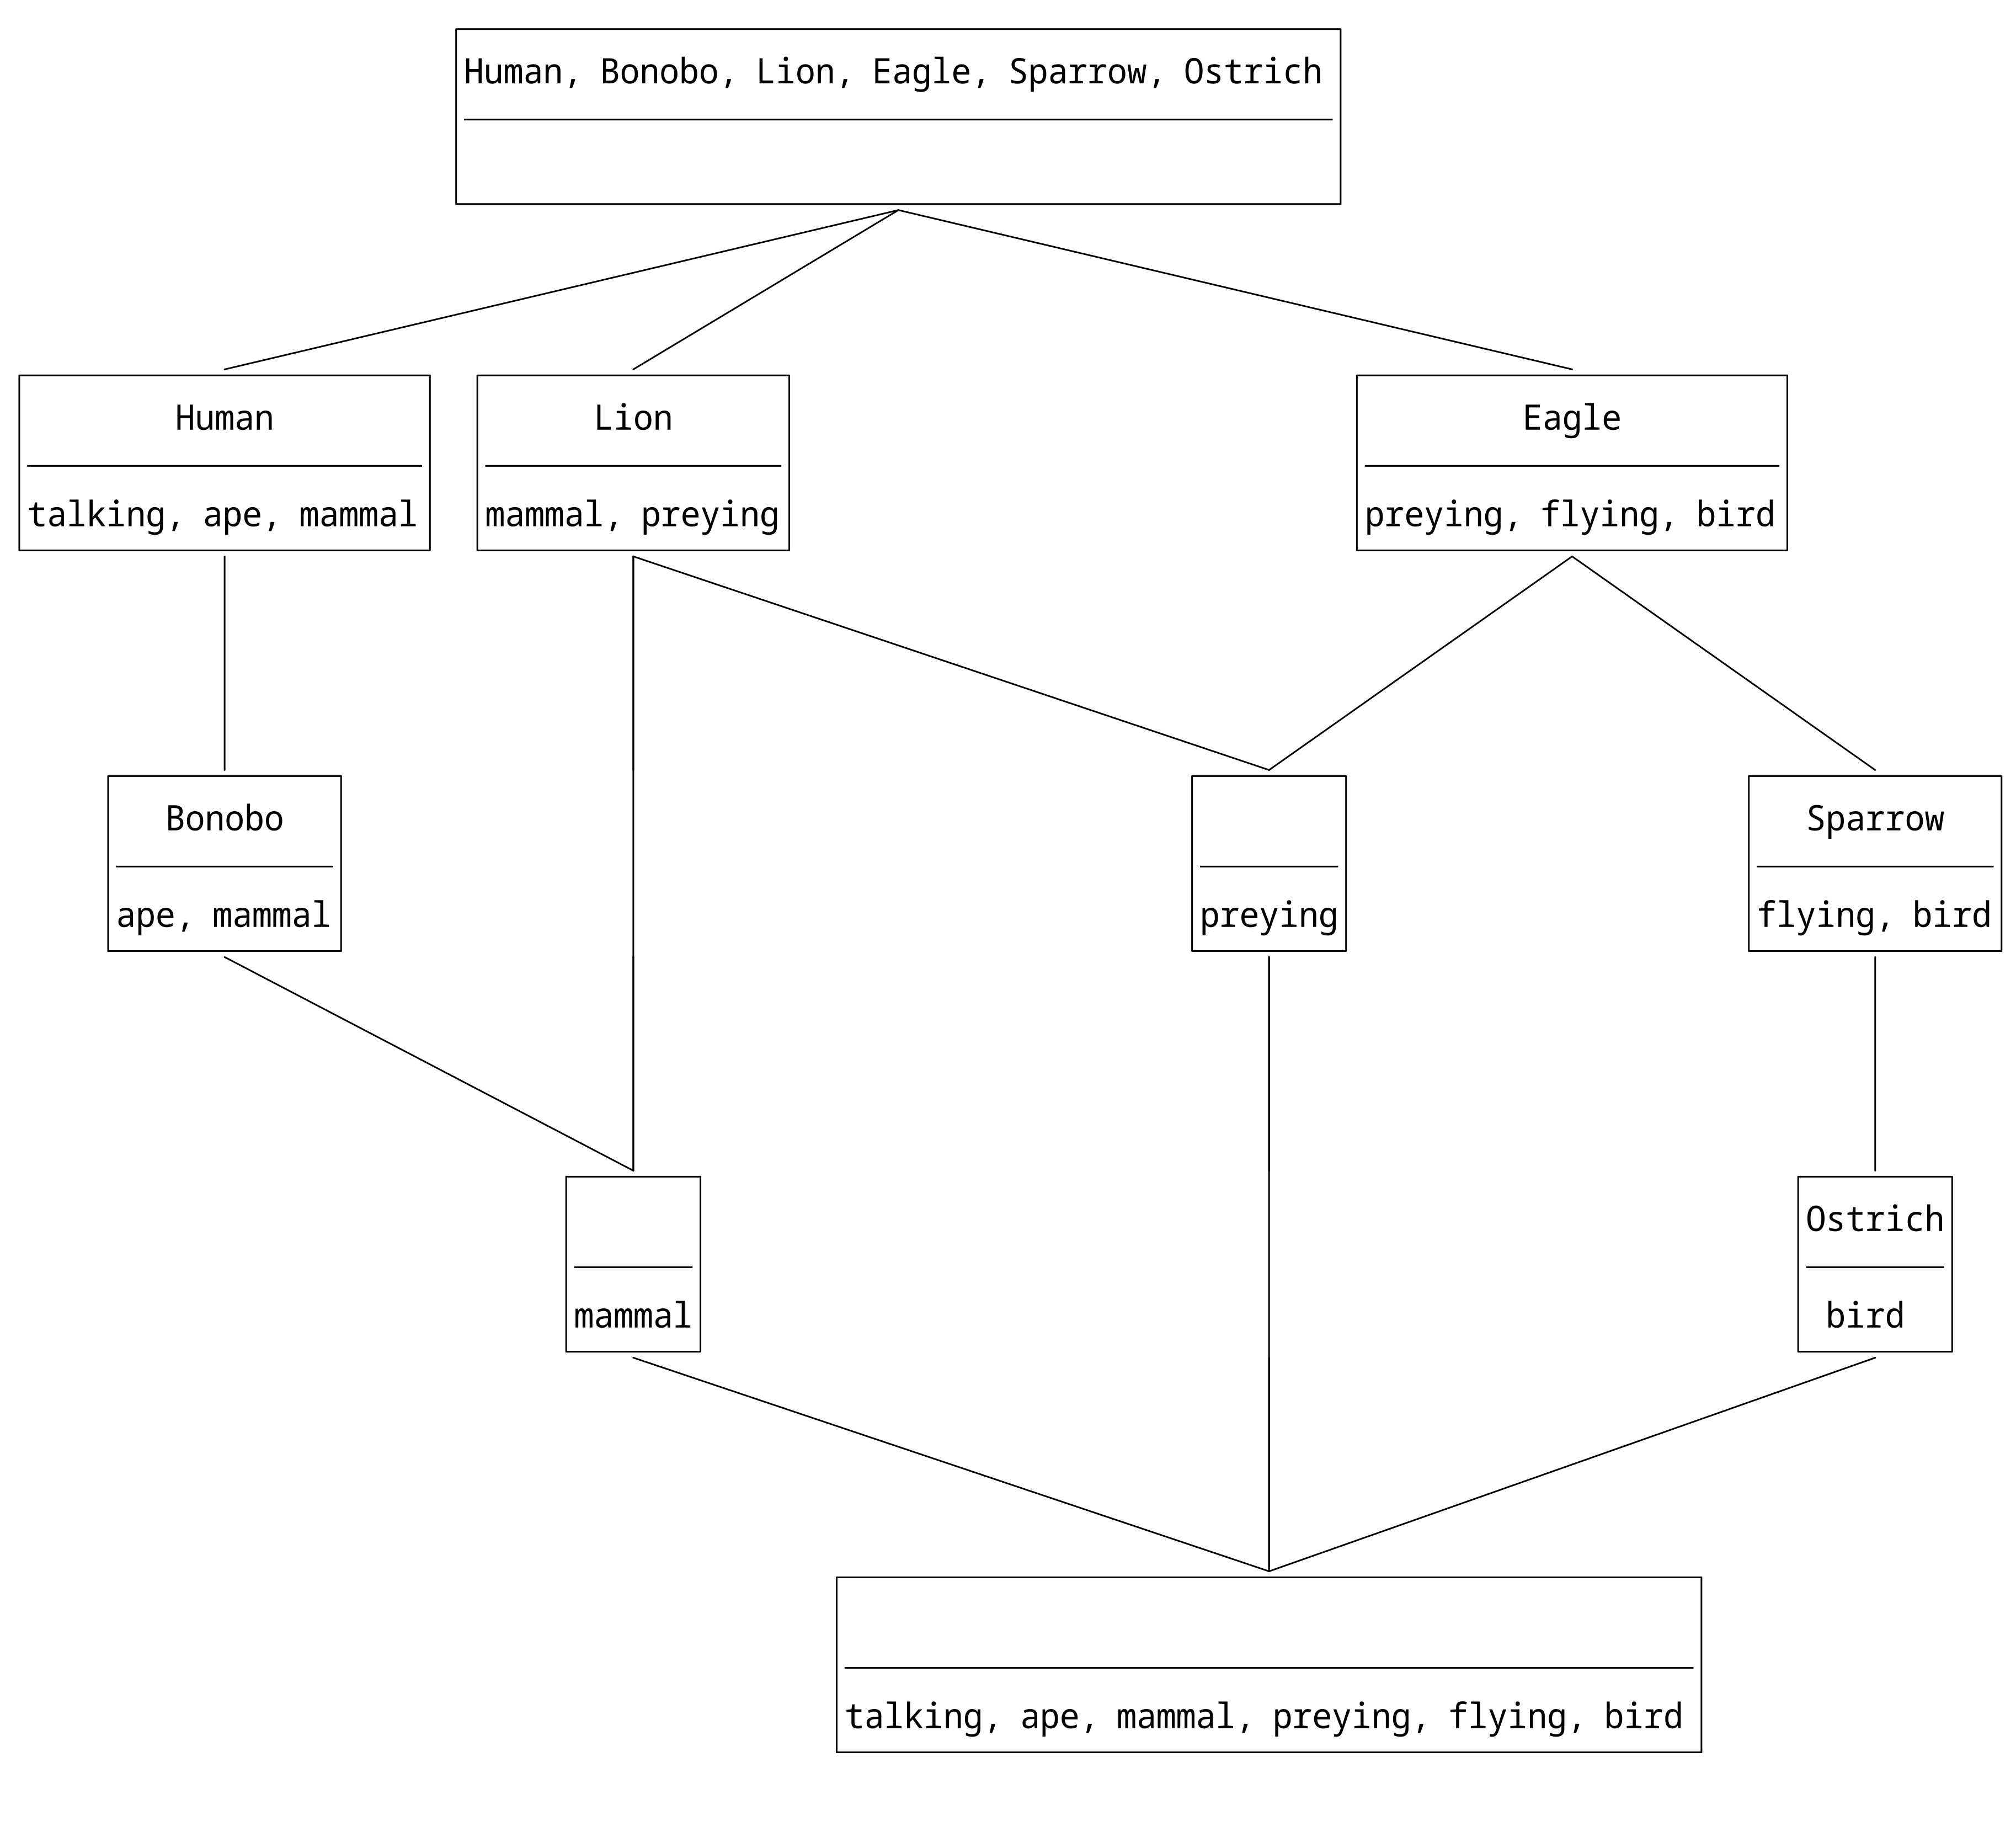 Human, Bonobo, Lion, Eagle, Sparrow, Ostrich
Human
talking, ape, mammal
Lion
mammal, preying
Eagle
preying, flying, bird
Bonobo
ape, mammal
preying
Sparrow
flying, bird
mammal
Ostrich
bird
talking, ape, mammal, preying, flying, bird